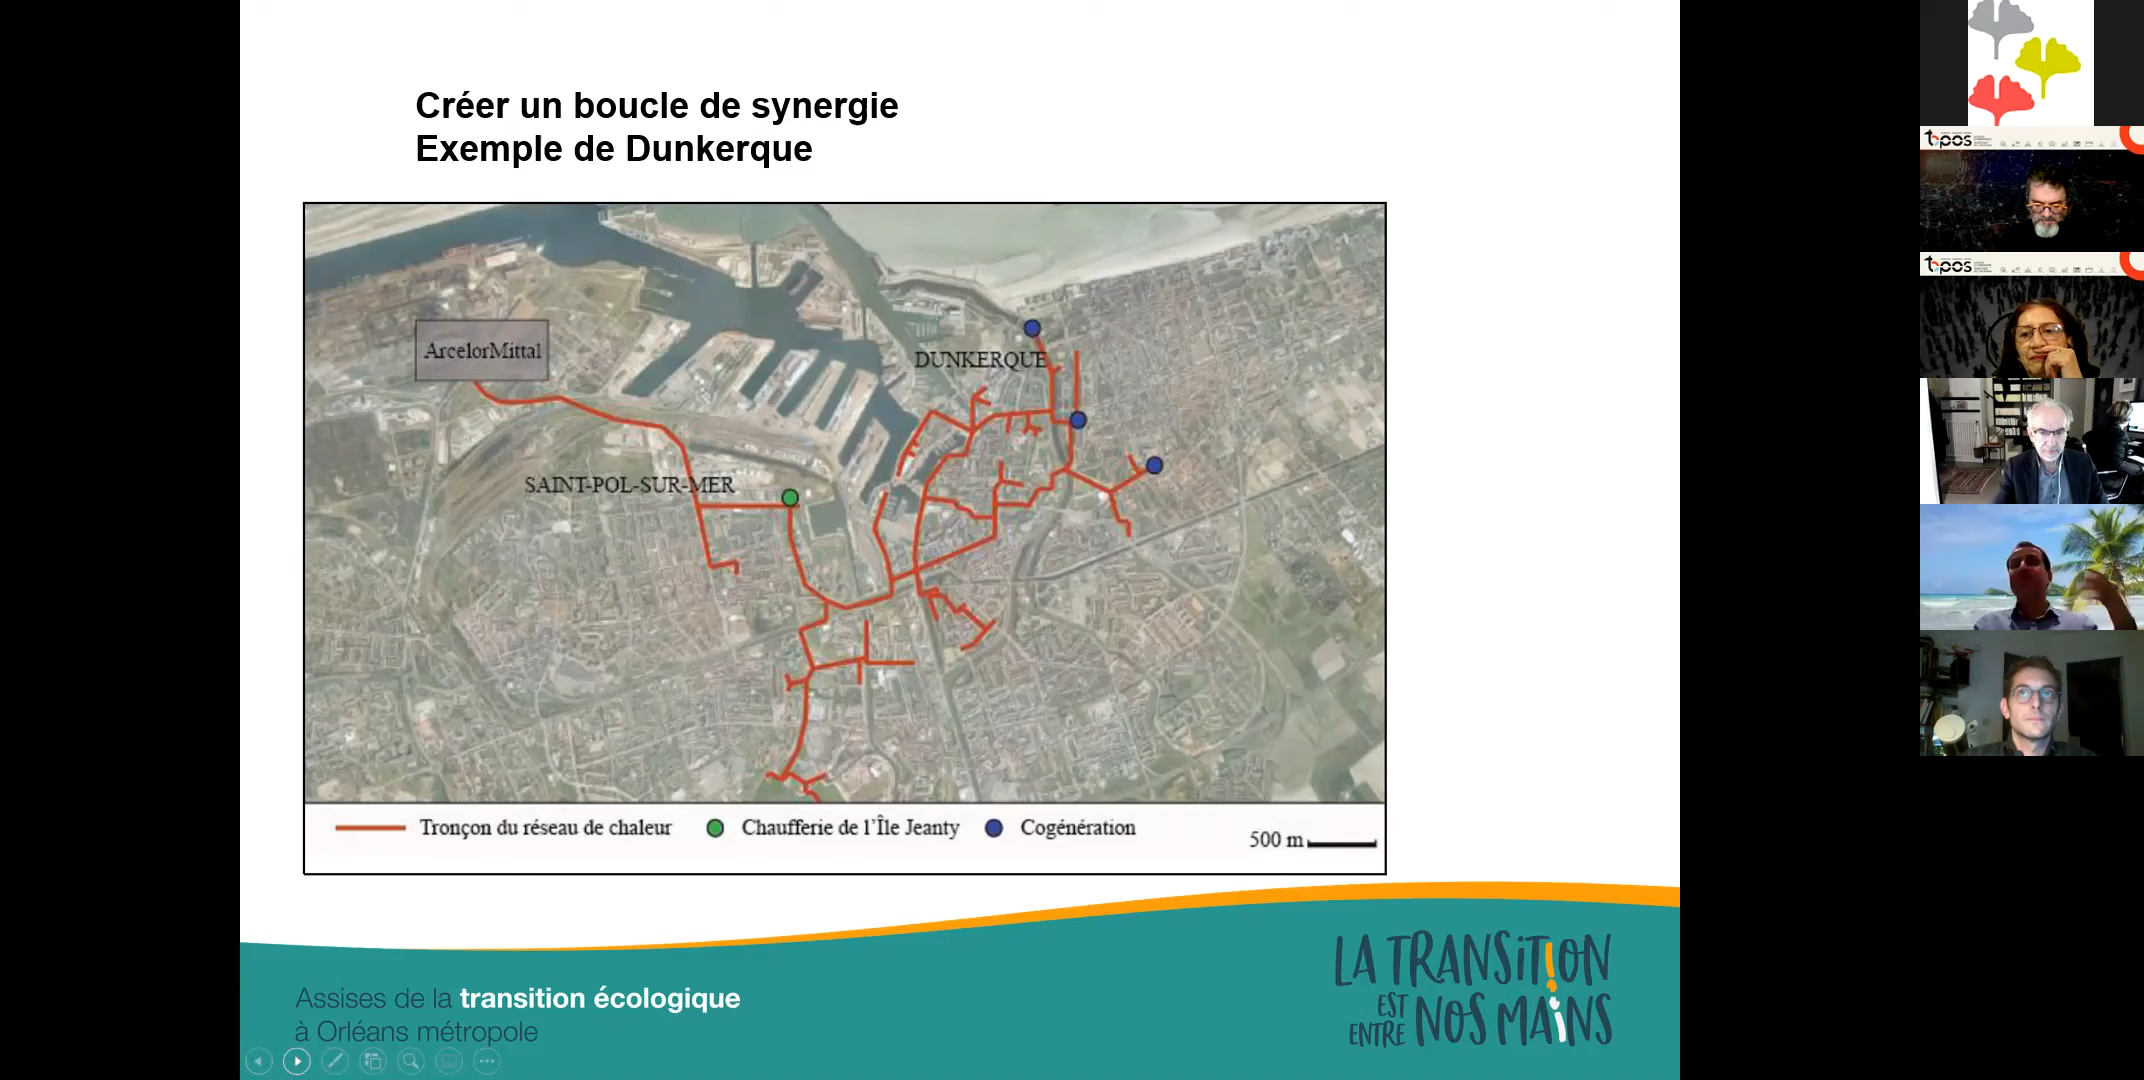 Créer un boucle de synergie
Exemple de Dunkerque
ArcelorMittal
DUNKERQUE
SAINT-POL-SUR-MER
Tronçon du réseau de chaleur
Chaufferie de l'Île Jeanty
Cogénération
500 m
Assises de la transition écologique
à Orléans métropole
LA TRANSiTiON
EST
ENTRE
NOS MAiNS
topos
topos